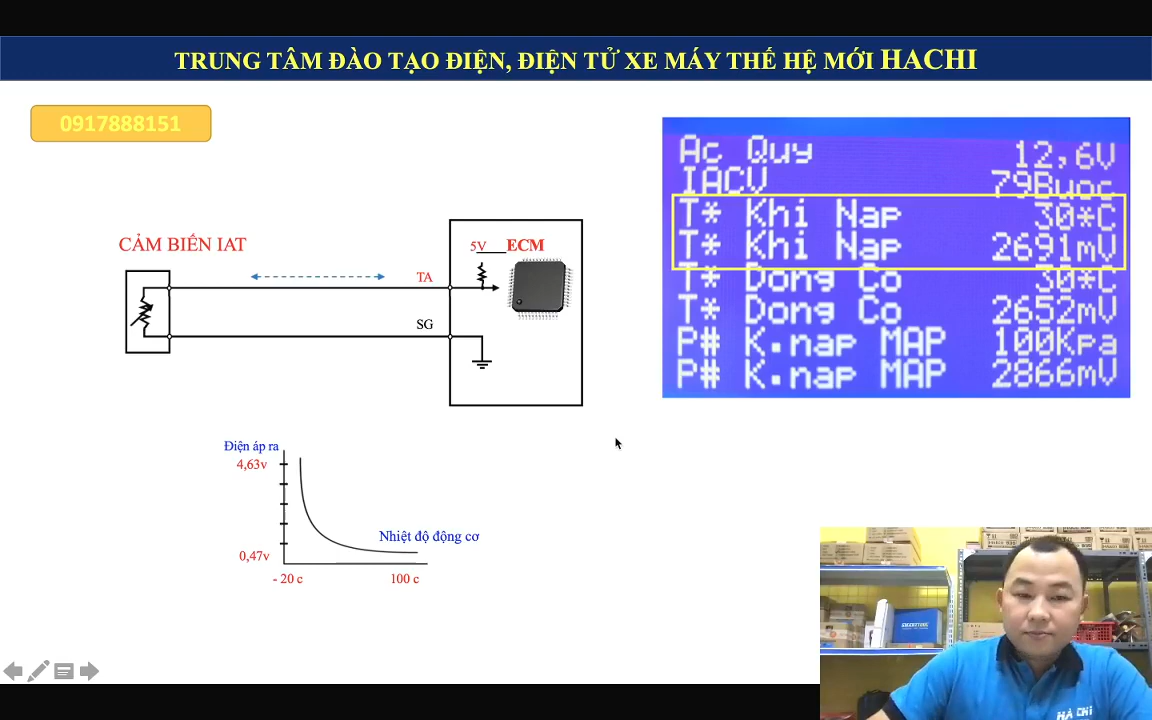 TRUNG TÂM ĐÀO TẠO ĐIỆN, ĐIỆN TỬ XE MÁY THẾ HỆ MỚI HACHI
0917888151
CẢM BIẾN IAT
TA
SG
5V
ECM
Ac Quy 12,6V
IACV 79Buoc
T* Khi Nap 30*C
T* Khi Nap 2691mV
T* Dong Co 30*C
T* Dong Co 2652mV
P# K.nap MAP 100Kpa
P# K.nap MAP 2866mV
Điện áp ra
4,63v
Nhiệt độ động cơ
0,47v
- 20 c
100 c
HÀ CHI